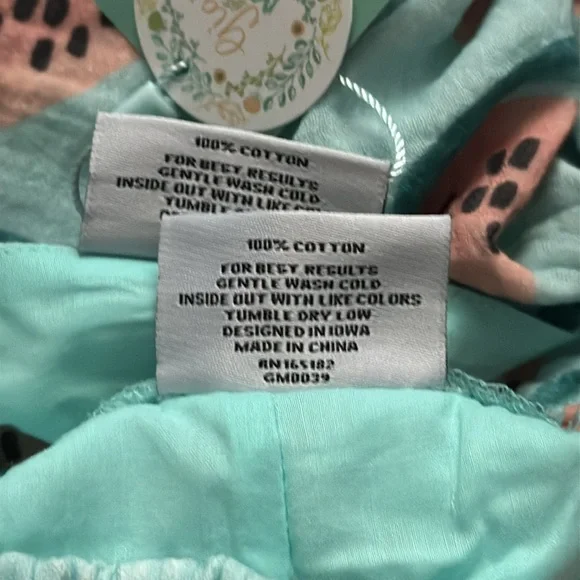 100% COTTON
FOR BEST RESULTS
GENTLE WASH COLD
INSIDE OUT WITH LIKE
TUMBLE
100% COTTON
FOR BEST RESULTS
GENTLE WASH COLD
INSIDE OUT WITH LIKE COLORS
TUMBLE DRY LOW
DESIGNED IN IOWA
MADE IN CHINA
RN165182
GM0039